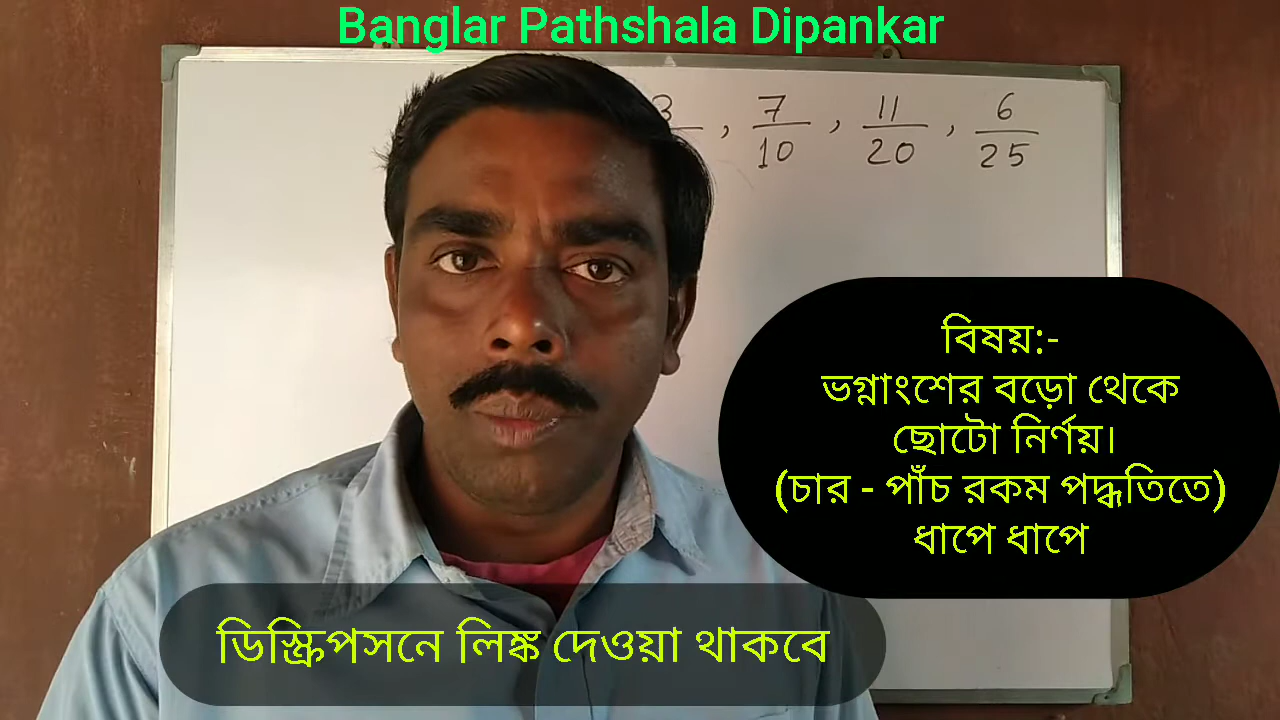 Banglar Pathshala Dipankar
3 , 7/10 , 11/20 , 6/25
বিষয়:-
ভগ্নাংশের বড়ো থেকে
ছোটো নির্ণয়।
(চার - পাঁচ রকম পদ্ধতিতে)
ধাপে ধাপে
ডিস্ক্রিপসনে লিঙ্ক দেওয়া থাকবে